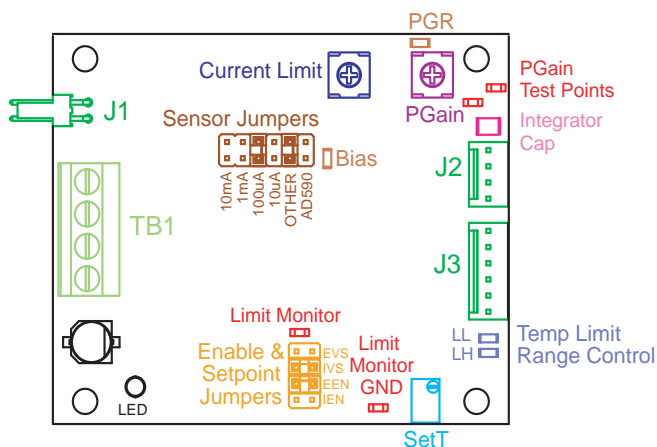 PGR
Current Limit
PGain
Test Points
PGain
Integrator
Cap
J1
Sensor Jumpers
Bias
J2
10mA
1mA
100uA
10uA
OTHER
AD590
TB1
J3
Limit Monitor
Limit
Monitor
GND
LL
LH
Temp Limit
Range Control
Enable &
Setpoint
Jumpers
EVS
IVS
EEN
IEN
LED
SetT